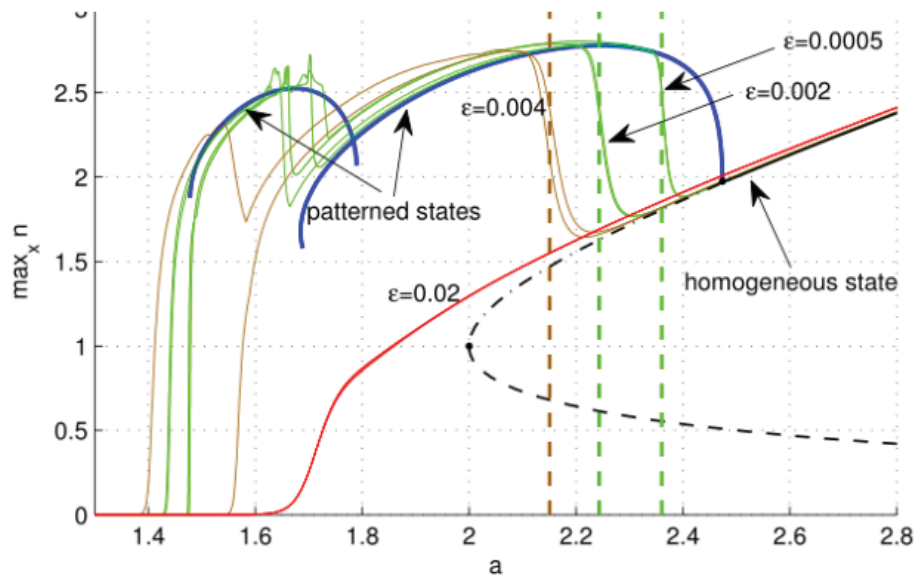 3
2.5
2
1.5
1
0.5
0
max_x n
ε=0.0005
ε=0.002
ε=0.004
patterned states
homogeneous state
ε=0.02
1.4 1.6 1.8 2 2.2 2.4 2.6 2.8
a